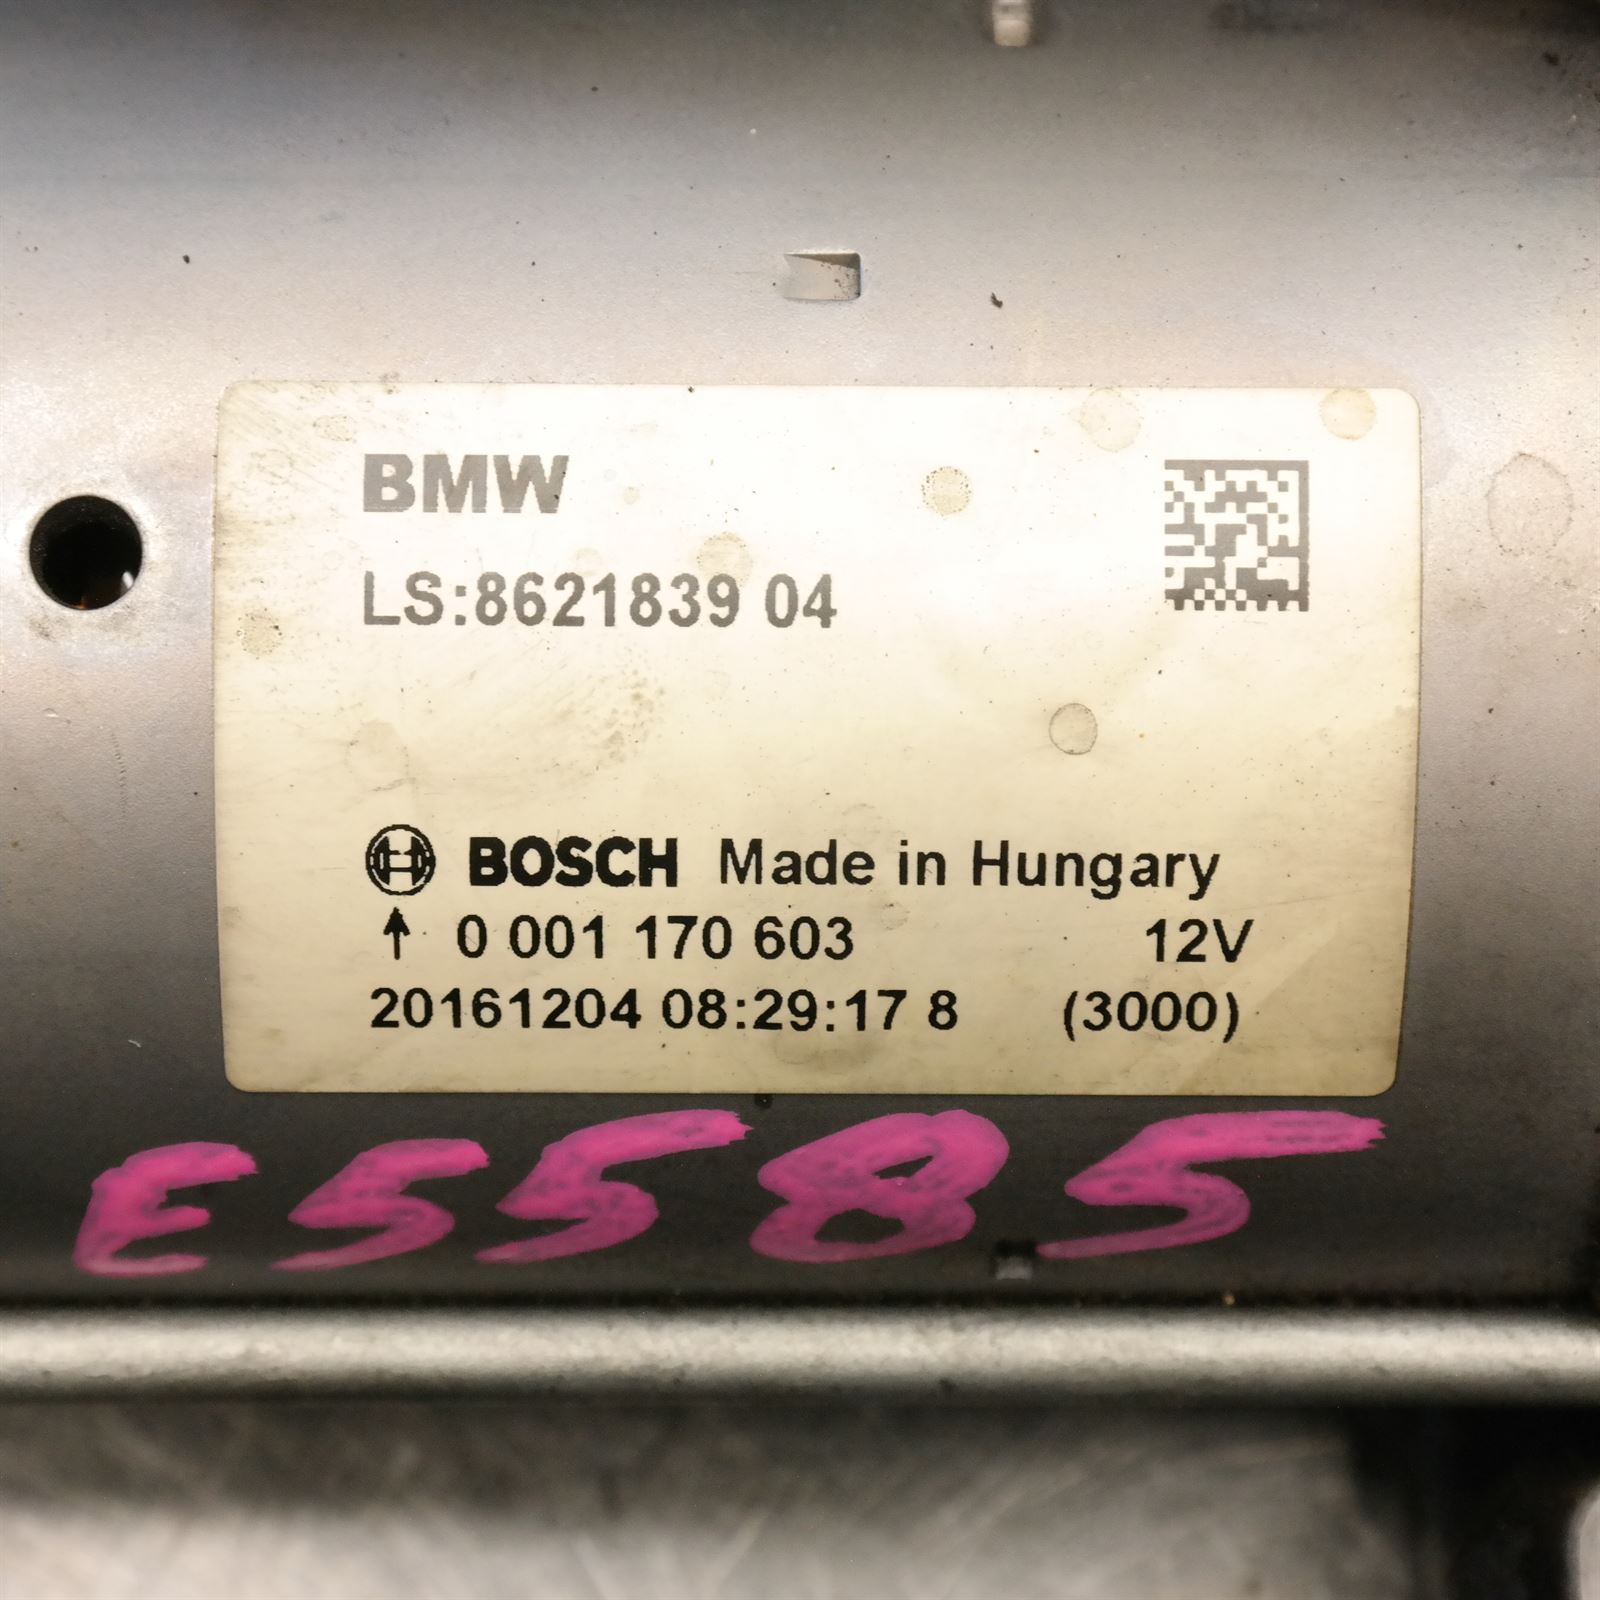 BMW
LS:8621839 04
BOSCH Made in Hungary
↑ 0 001 170 603 12V
20161204 08:29:17 8 (3000)
E5585